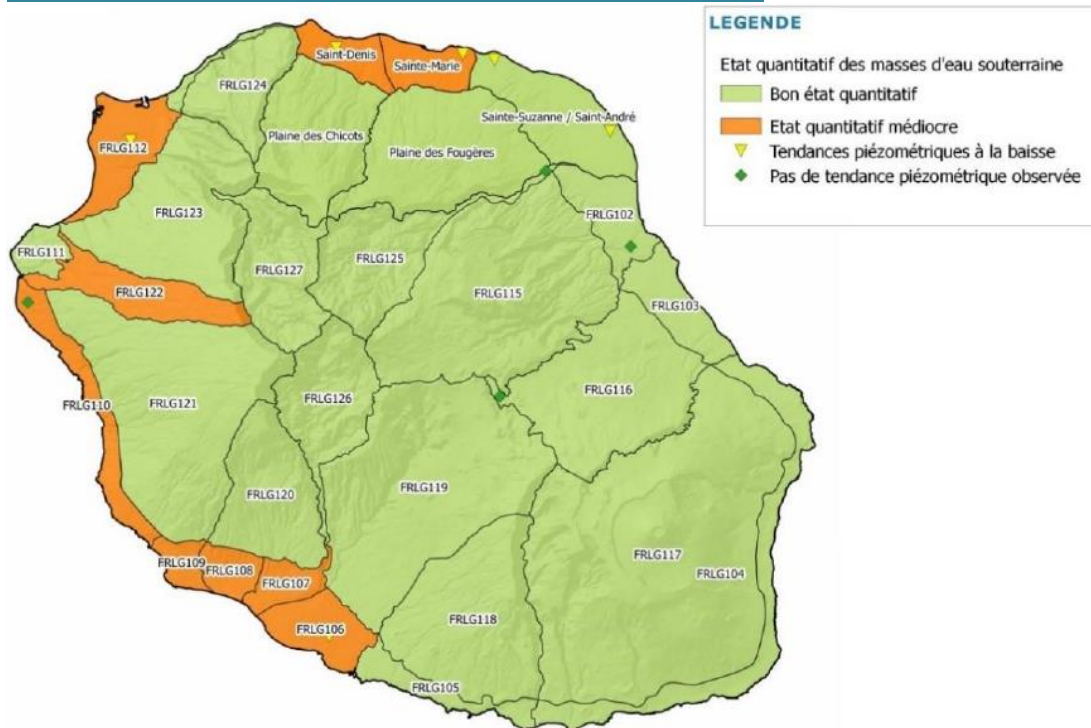 LEGENDE
Etat quantitatif des masses d'eau souterraine
Bon état quantitatif
Etat quantitatif médiocre
Tendances piézométriques à la baisse
Pas de tendance piézométrique observée
Saint-Denis
Sainte-Marie
FRLG124
Sainte-Suzanne / Saint-André
Plaine des Chicots
FRLG112
Plaine des Fougères
FRLG123
FRLG102
FRLG111
FRLG125
FRLG127
FRLG122
FRLG115
FRLG103
FRLG116
FRLG126
FRLG110
FRLG121
FRLG119
FRLG120
FRLG117
FRLG109
FRLG108
FRLG104
FRLG107
FRLG118
FRLG106
FRLG105